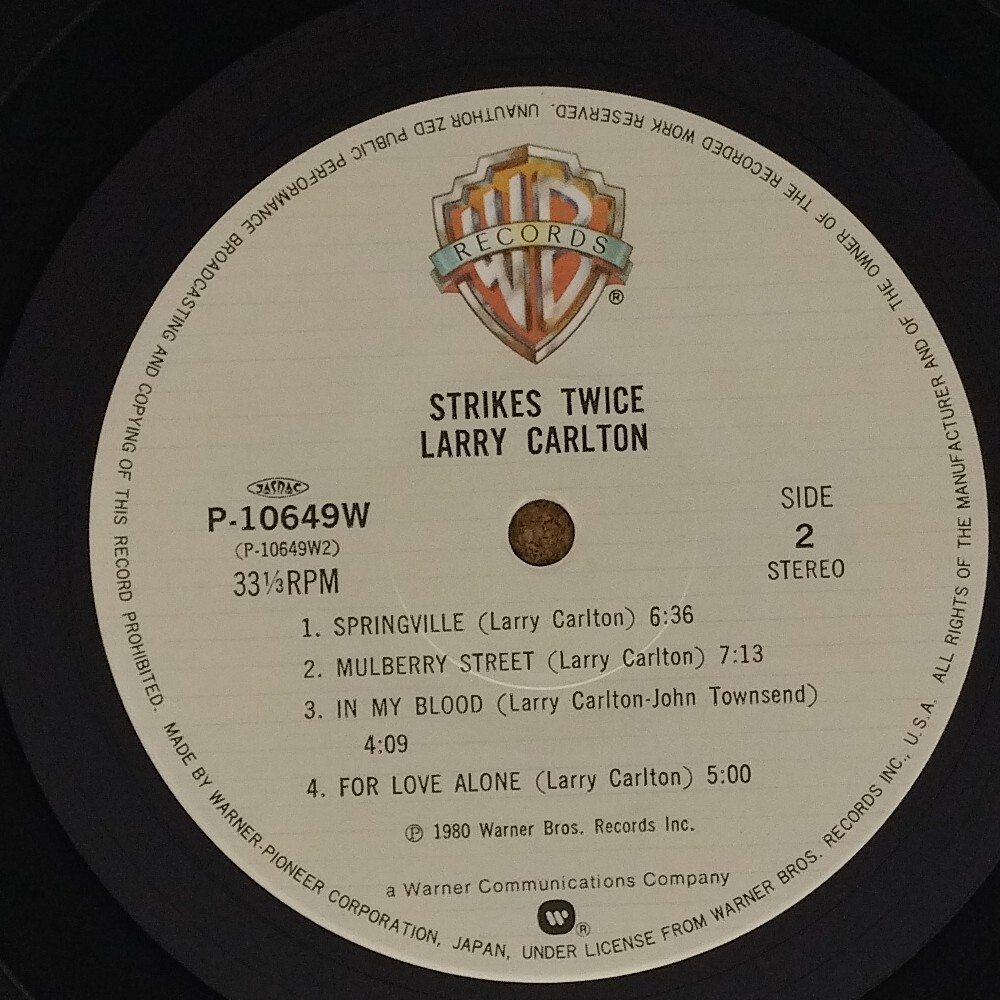 WB
RECORDS
®
STRIKES TWICE
LARRY CARLTON
JASRAC
P-10649W
(P-10649W2)
33⅓RPM
SIDE
2
STEREO
1. SPRINGVILLE (Larry Carlton) 6:36
2. MULBERRY STREET (Larry Carlton) 7:13
3. IN MY BLOOD (Larry Carlton-John Townsend)
4:09
4. FOR LOVE ALONE (Larry Carlton) 5:00
℗ 1980 Warner Bros. Records Inc.
a Warner Communications Company
W®
ALL RIGHTS OF THE MANUFACTURER AND OF THE OWNER OF THE RECORDED WORK RESERVED. UNAUTHOR ZED PUBLIC PERFORMANCE BROADCASTING AND COPYING OF THIS RECORD PROHIBITED. MADE BY WARNER-PIONEER CORPORATION, JAPAN, UNDER LICENSE FROM WARNER BROS. RECORDS INC., U.S.A.